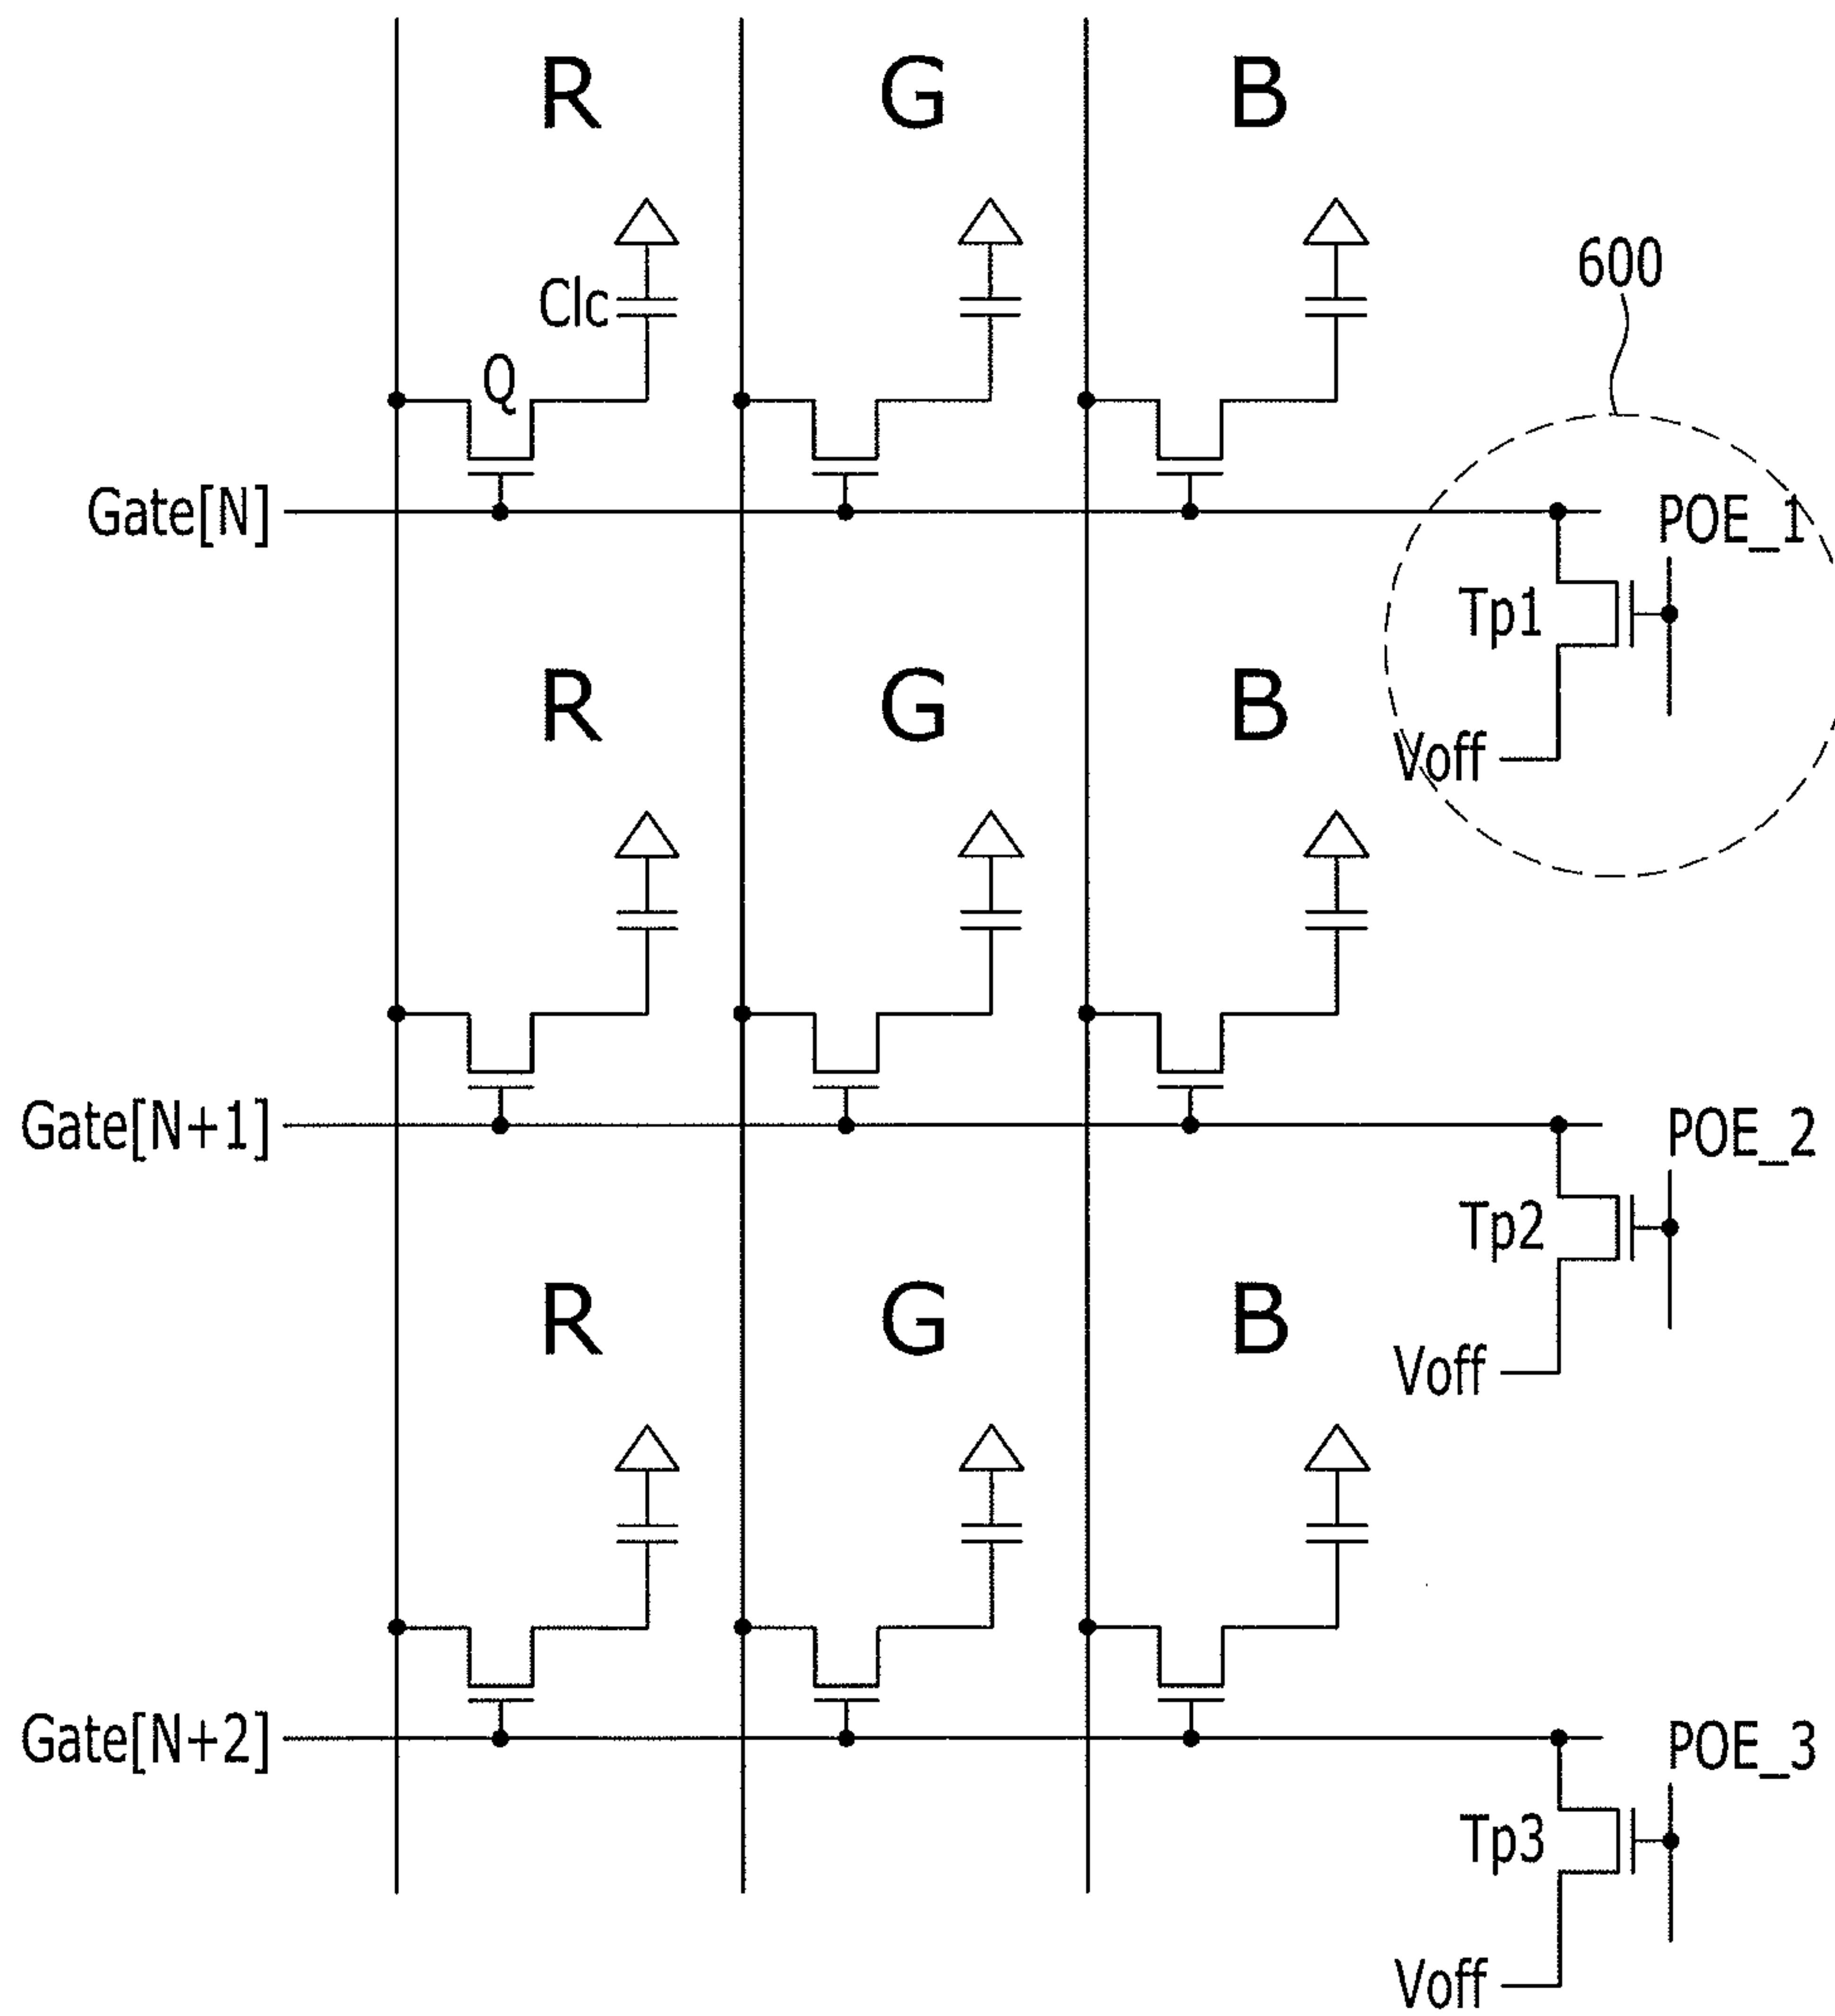 R G B
600
Clc
Q
Gate[N]
POE_1
Tp1
R G B
Voff
Gate[N+1]
POE_2
Tp2
R G B
Voff
Gate[N+2]
POE_3
Tp3
Voff